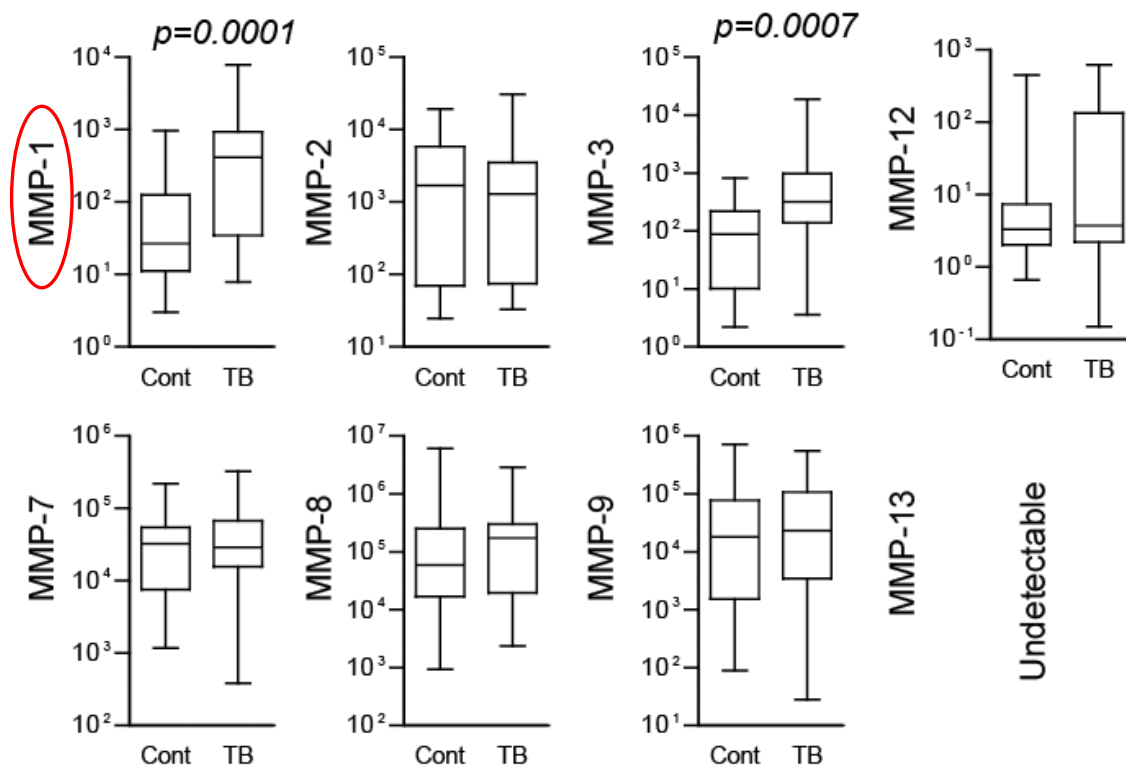 p=0.0001
p=0.0007
MMP-1
10⁴
10³
10²
10¹
10⁰
Cont TB
MMP-2
10⁵
10⁴
10³
10²
10¹
Cont TB
MMP-3
10⁵
10⁴
10³
10²
10¹
10⁰
Cont TB
MMP-12
10³
10²
10¹
10⁰
10⁻¹
Cont TB
MMP-7
10⁶
10⁵
10⁴
10³
10²
Cont TB
MMP-8
10⁷
10⁶
10⁵
10⁴
10³
10²
Cont TB
MMP-9
10⁶
10⁵
10⁴
10³
10²
10¹
Cont TB
MMP-13
Undetectable